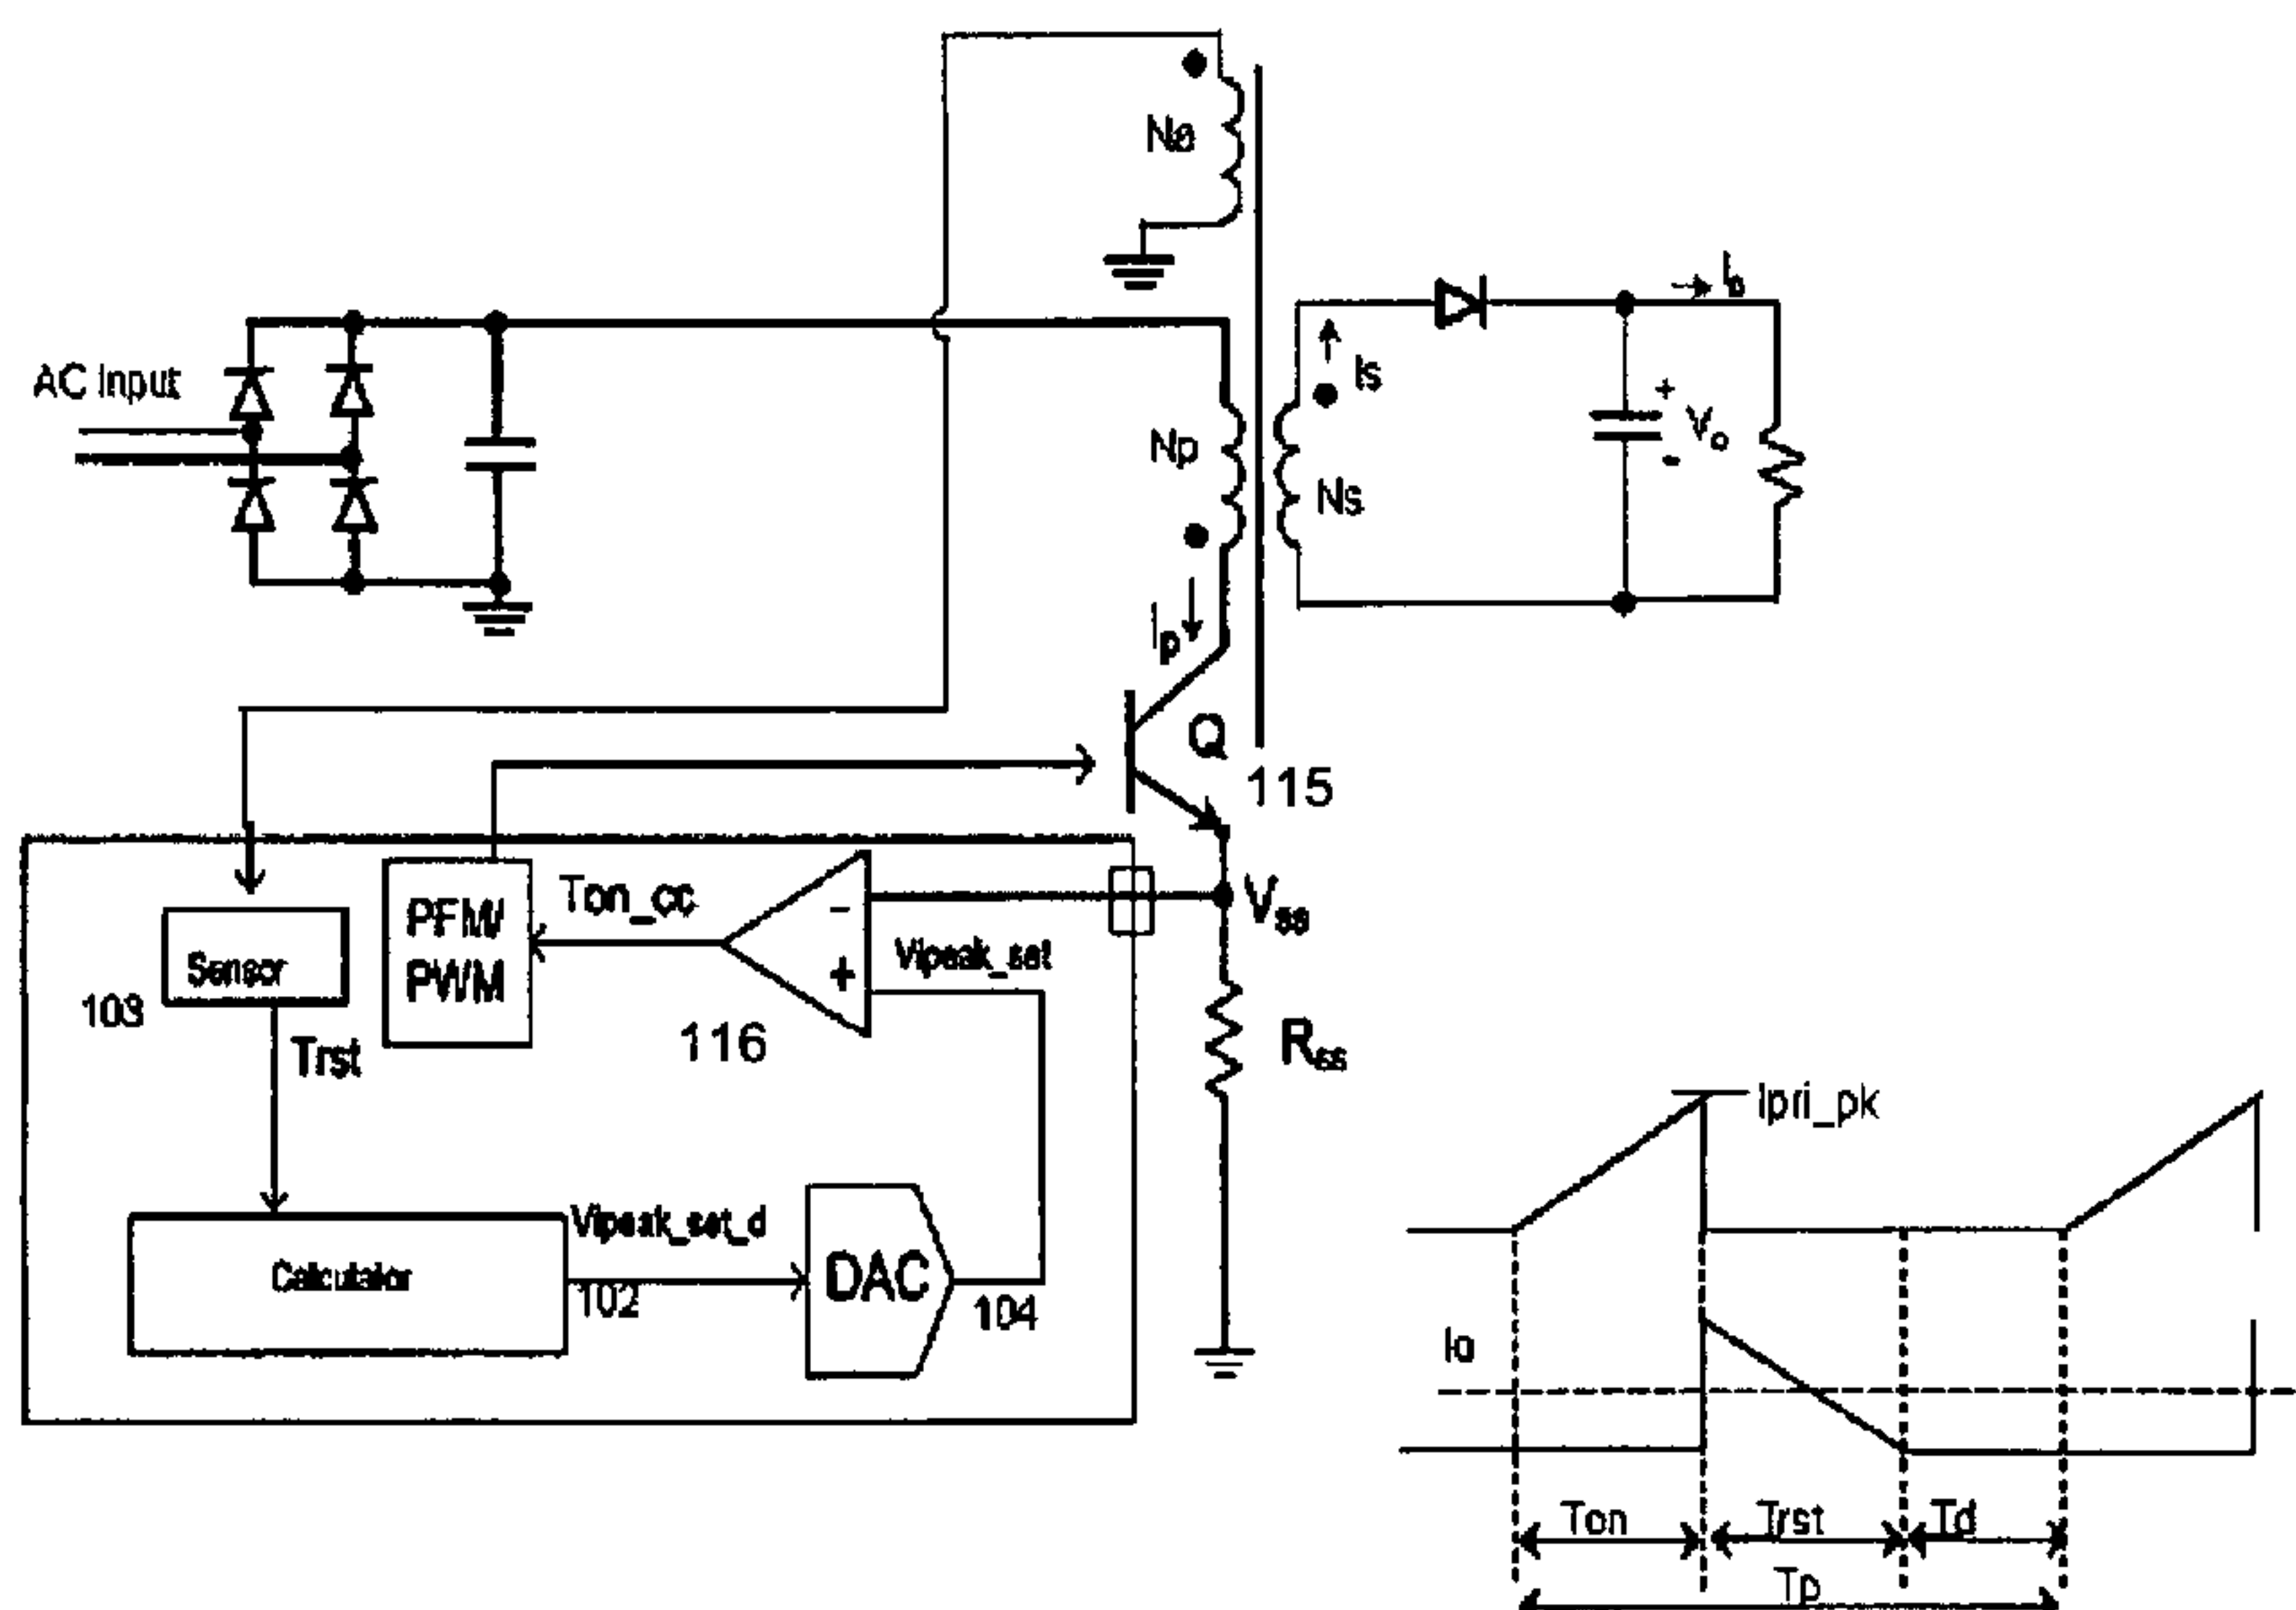 Na
AC Input
Np
Ns
Is
Io
+
Vo
-
Ip
Q
115
PFM/
PWM
Ton_cc
-
+
Vipeak_set
Vss
Rss
116
Sensor
103
Trst
Calculator
102
Vipeak_set_d
DAC
104
Ipri_pk
Io
Ton
Trst
Td
Tp